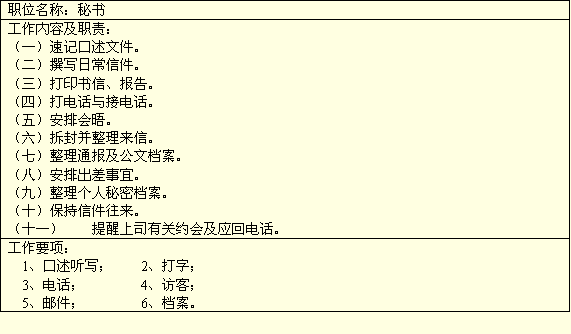 职位名称：秘书
工作内容及职责：
（一）速记口述文件。
（二）撰写日常信件。
（三）打印书信、报告。
（四）打电话与接电话。
（五）安排会晤。
（六）拆封并整理来信。
（七）整理通报及公文档案。
（八）安排出差事宜。
（九）整理个人秘密档案。
（十）保持信件往来。
（十一）　　提醒上司有关约会及应回电话。
工作要项：
1、口述听写；　　2、打字；
3、电话；　　　　4、访客；
5、邮件；　　　　6、档案。